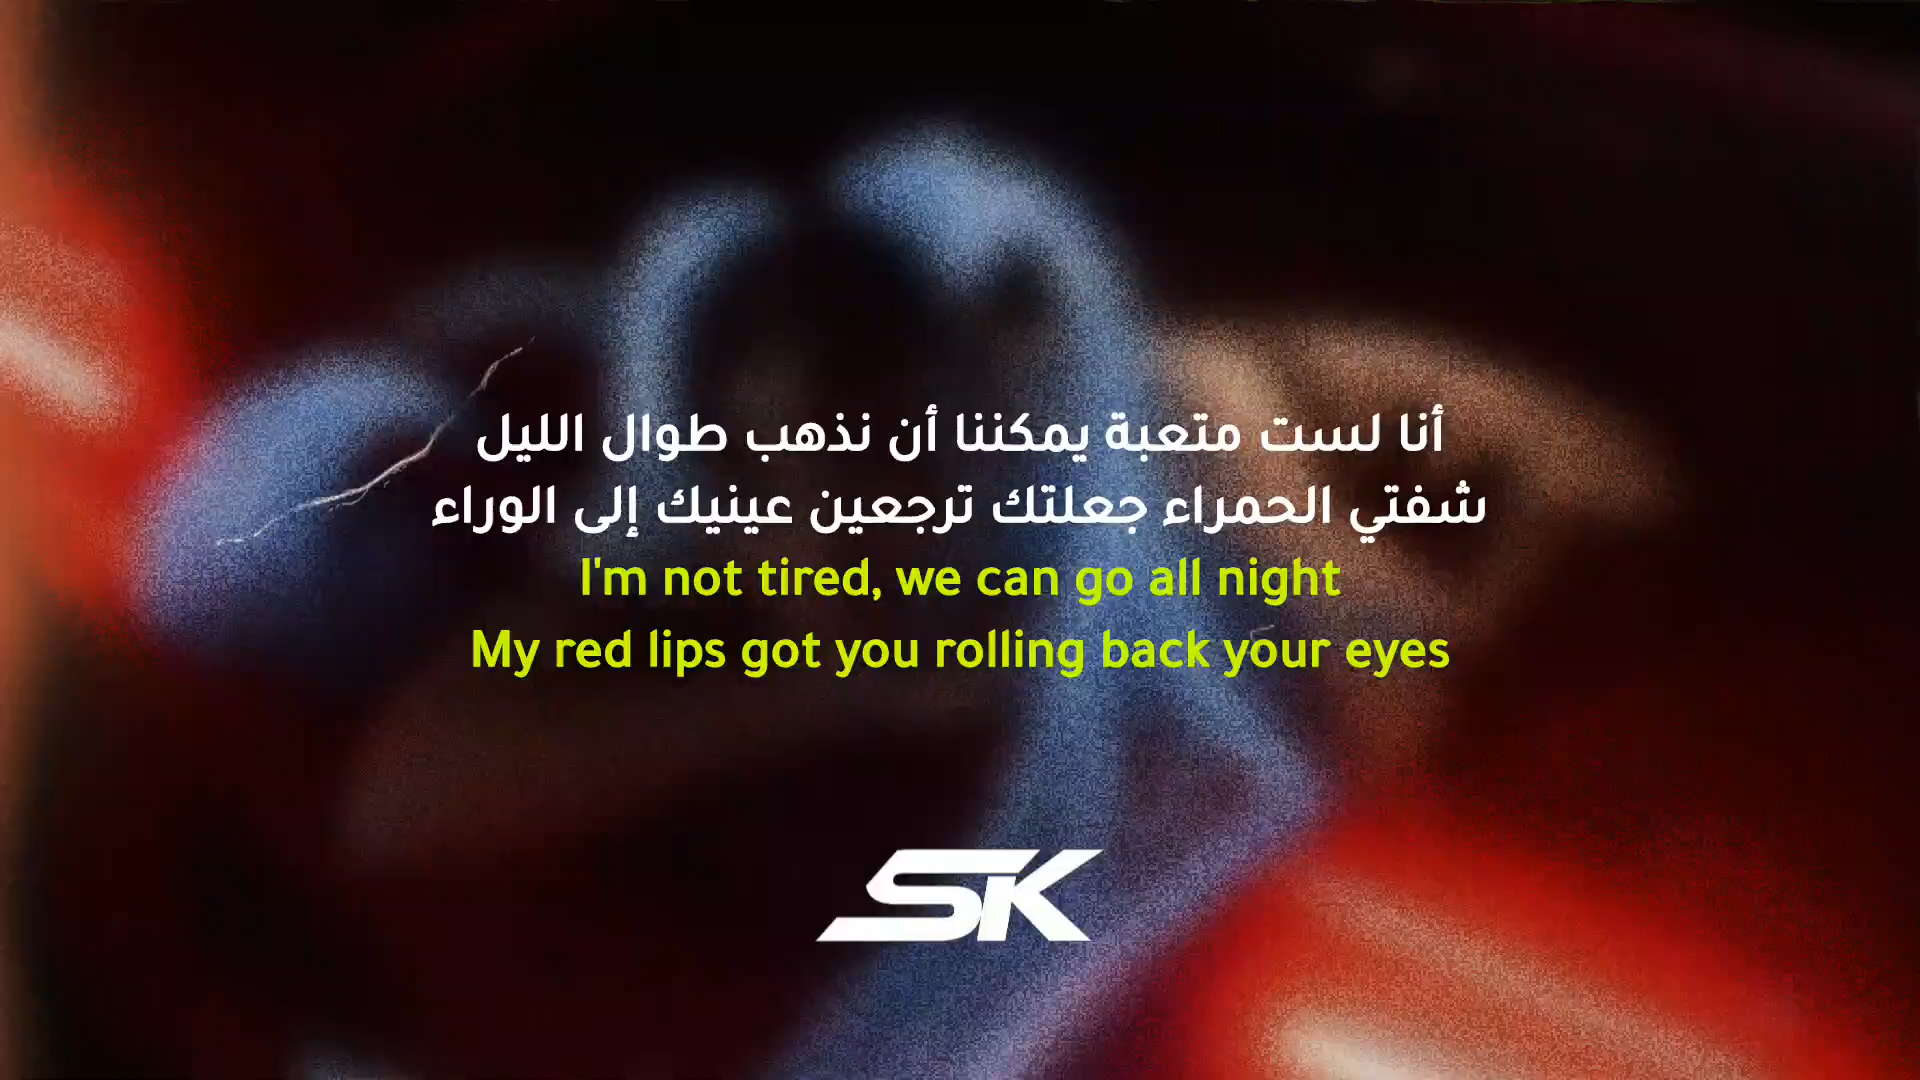 أنا لست متعبة يمكننا أن نذهب طوال الليل
شفتي الحمراء جعلتك ترجعين عينيك إلى الوراء
I'm not tired, we can go all night
My red lips got you rolling back your eyes
SK